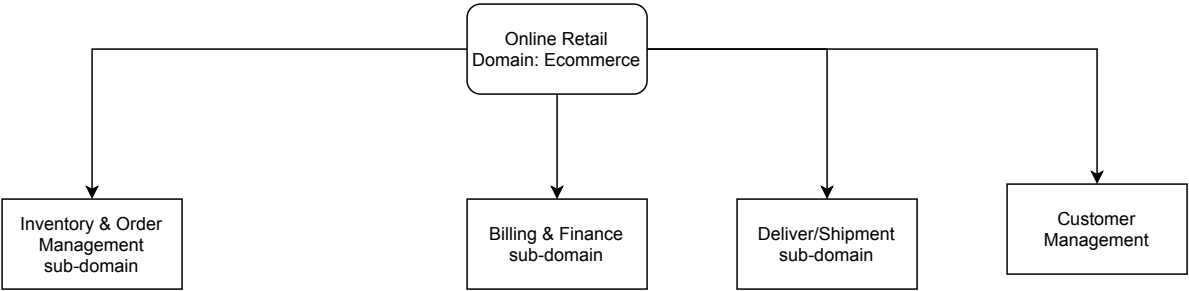 Online Retail
Domain: Ecommerce
Inventory & Order
Management
sub-domain
Billing & Finance
sub-domain
Deliver/Shipment
sub-domain
Customer
Management